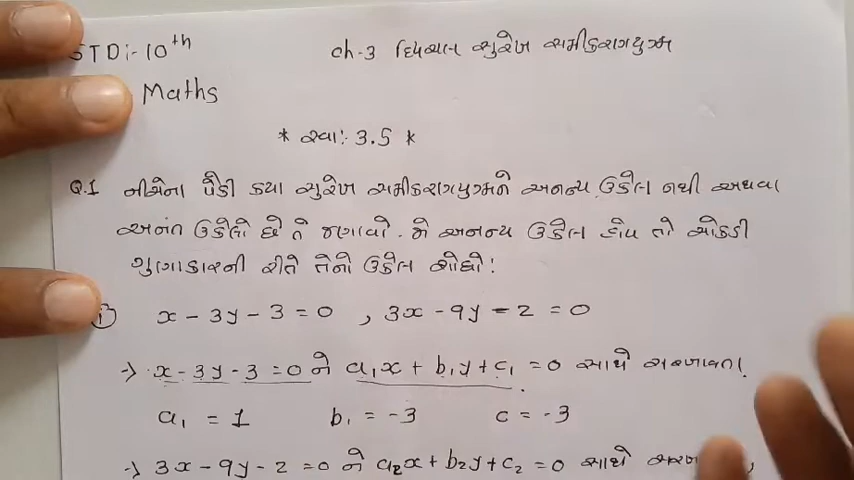 STD:- 10th ch-3 દ્વિચલ સુરેખ સમીકરણયુગ્મ
Maths
* સ્વા: 3.5 *
Q.1 નીચેના પૈકી કયા સુરેખ સમીકરણયુગ્મને અનન્ય ઉકેલ નથી અથવા
અનંત ઉકેલો છે તે જણાવો. જો અનન્ય ઉકેલ હોય તો ચોકડી
ગુણાકારની રીતે તેનો ઉકેલ શોધો!
i x - 3y - 3 = 0 , 3x - 9y - 2 = 0
→ x - 3y - 3 = 0 ને a₁x + b₁y + c₁ = 0 સાથે સરખાવતા.
a₁ = 1 b₁ = -3 c = -3
→ 3x - 9y - 2 = 0 ને a₂x + b₂y + c₂ = 0 સાથે